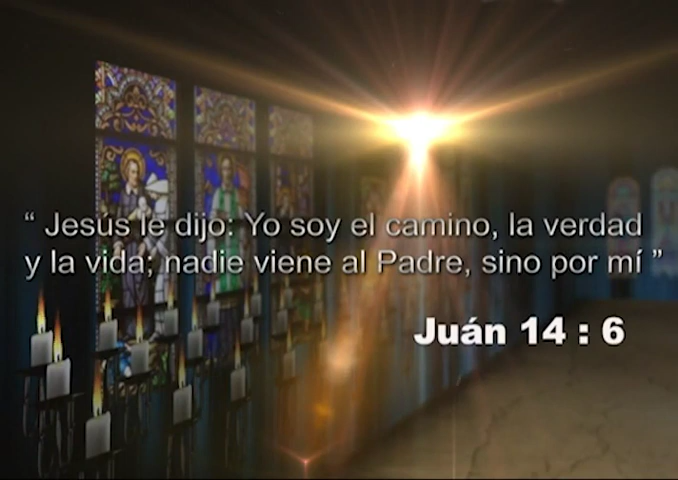 “ Jesús le dijo: Yo soy el camino, la verdad
y la vida; nadie viene al Padre, sino por mí ”
Juán 14 : 6